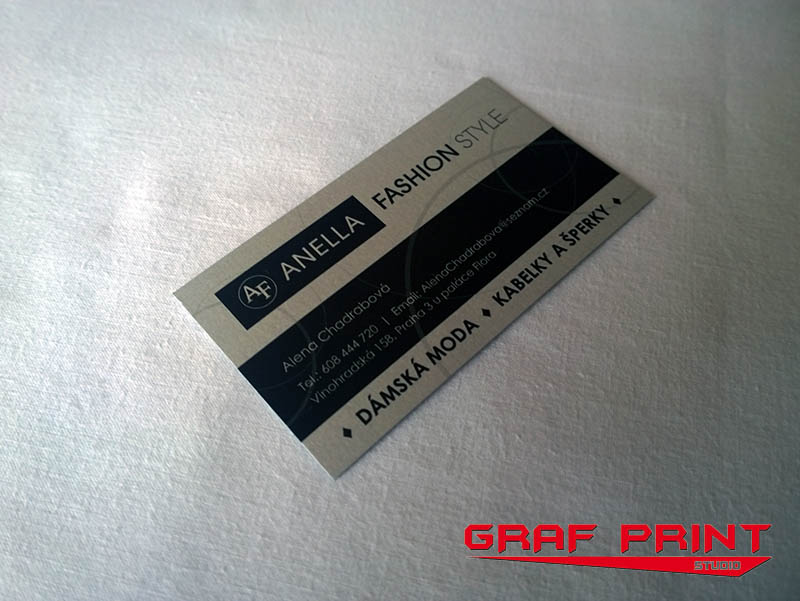 AF ANELLA FASHION STYLE
Alena Chadrabová
Tel.: 608 444 720 | Email: AlenaChadrabova@seznam.cz
Vinohradská 158, Praha 3 u paláce Flora
♦ DÁMSKÁ MODA ♦ KABELKY A ŠPERKY ♦
GRAF PRINT
STUDIO